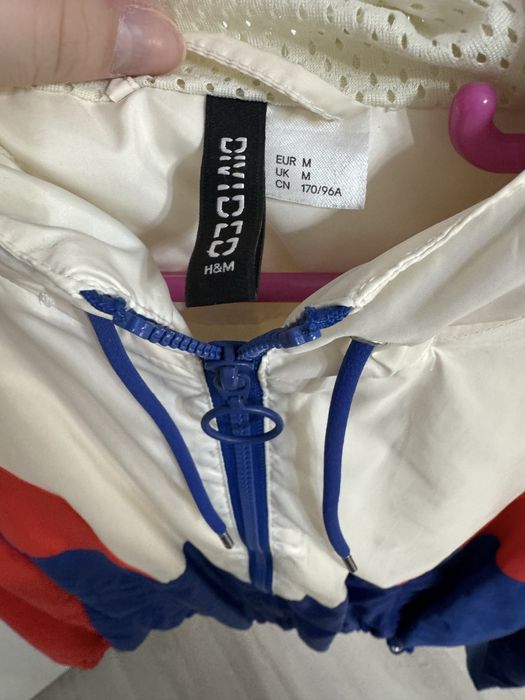 DIVIDED
H&M
EUR M
UK M
CN 170/96A